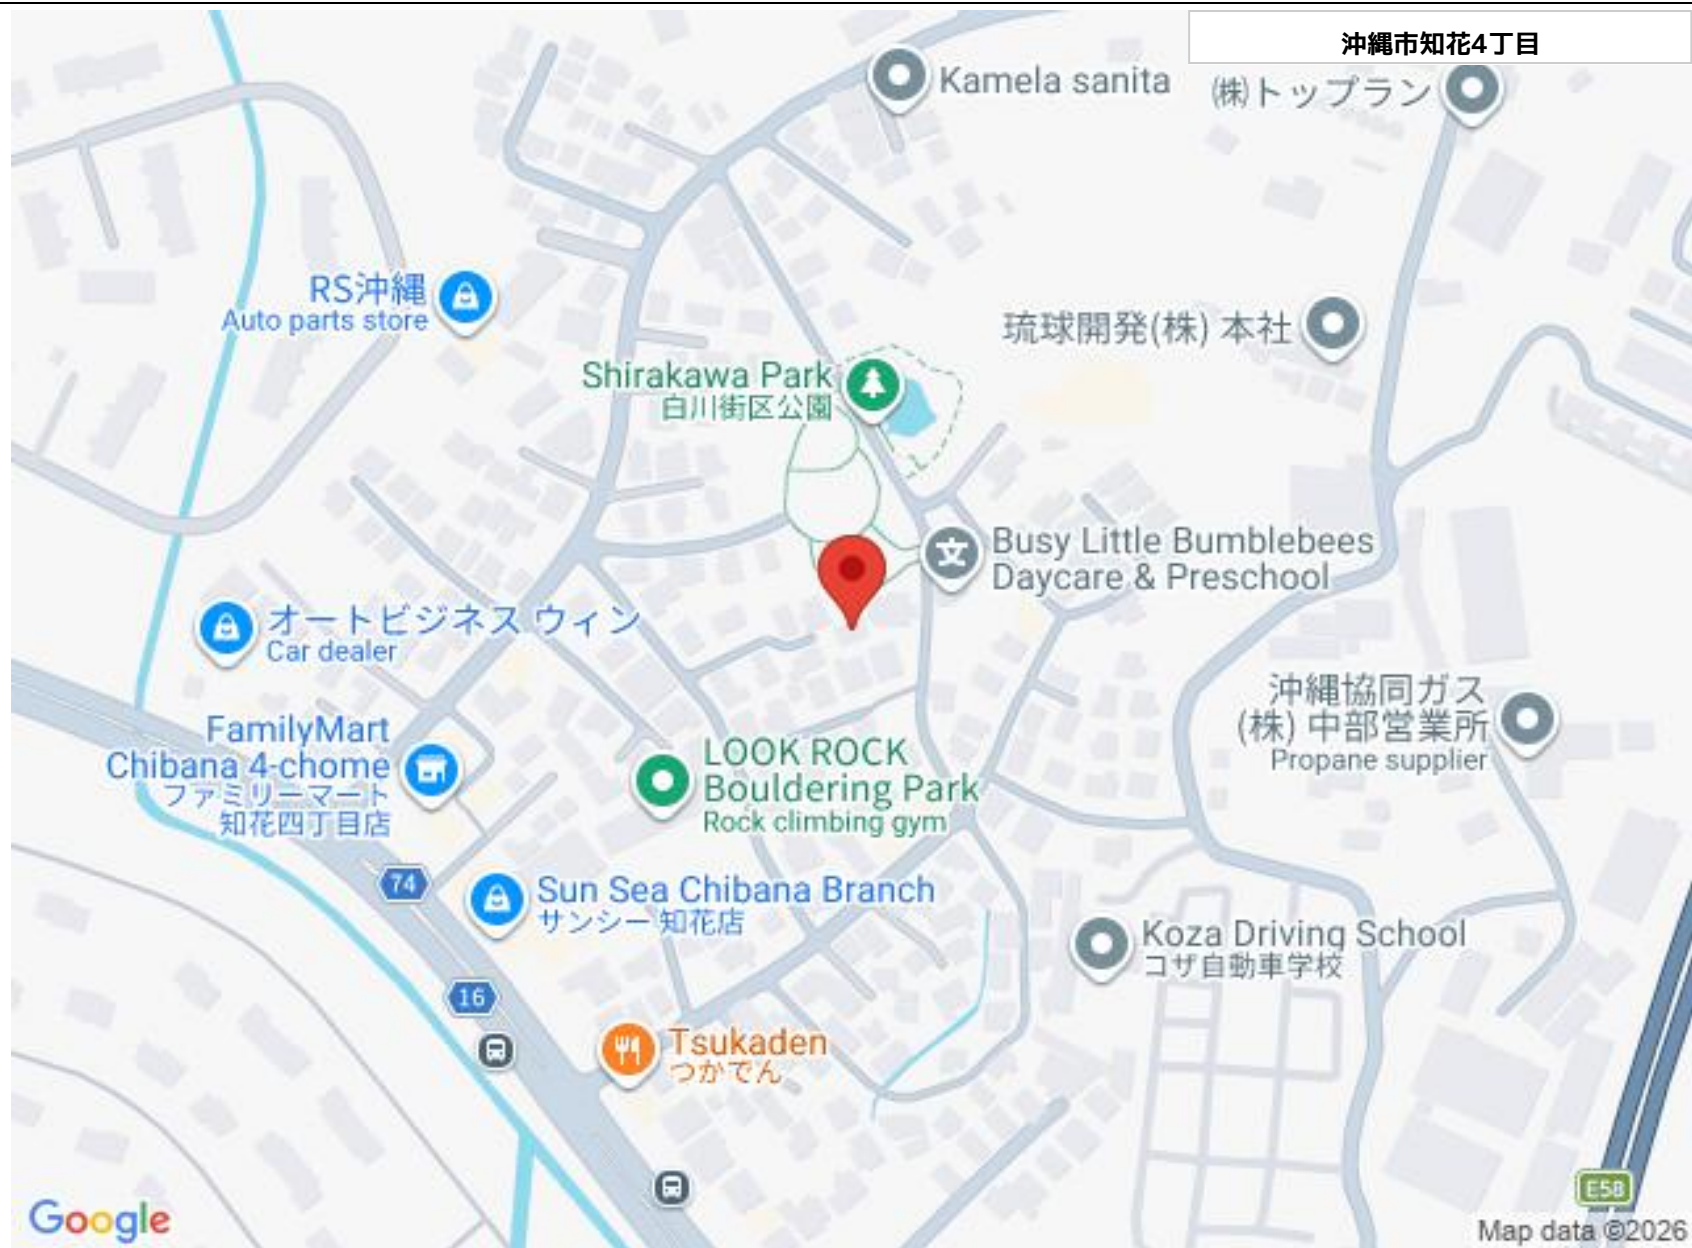 沖縄市知花4丁目
Kamela sanita
㈱トップラン
RS沖縄
Auto parts store
琉球開発(株) 本社
Shirakawa Park
白川街区公園
Busy Little Bumblebees
Daycare & Preschool
オートビジネス ウィン
Car dealer
沖縄協同ガス
(株) 中部営業所
Propane supplier
FamilyMart
Chibana 4-chome
ファミリーマート
知花四丁目店
LOOK ROCK
Bouldering Park
Rock climbing gym
74
Sun Sea Chibana Branch
サンシー 知花店
Koza Driving School
コザ自動車学校
16
Tsukaden
つかでん
E58
Google
Map data ©2026
文